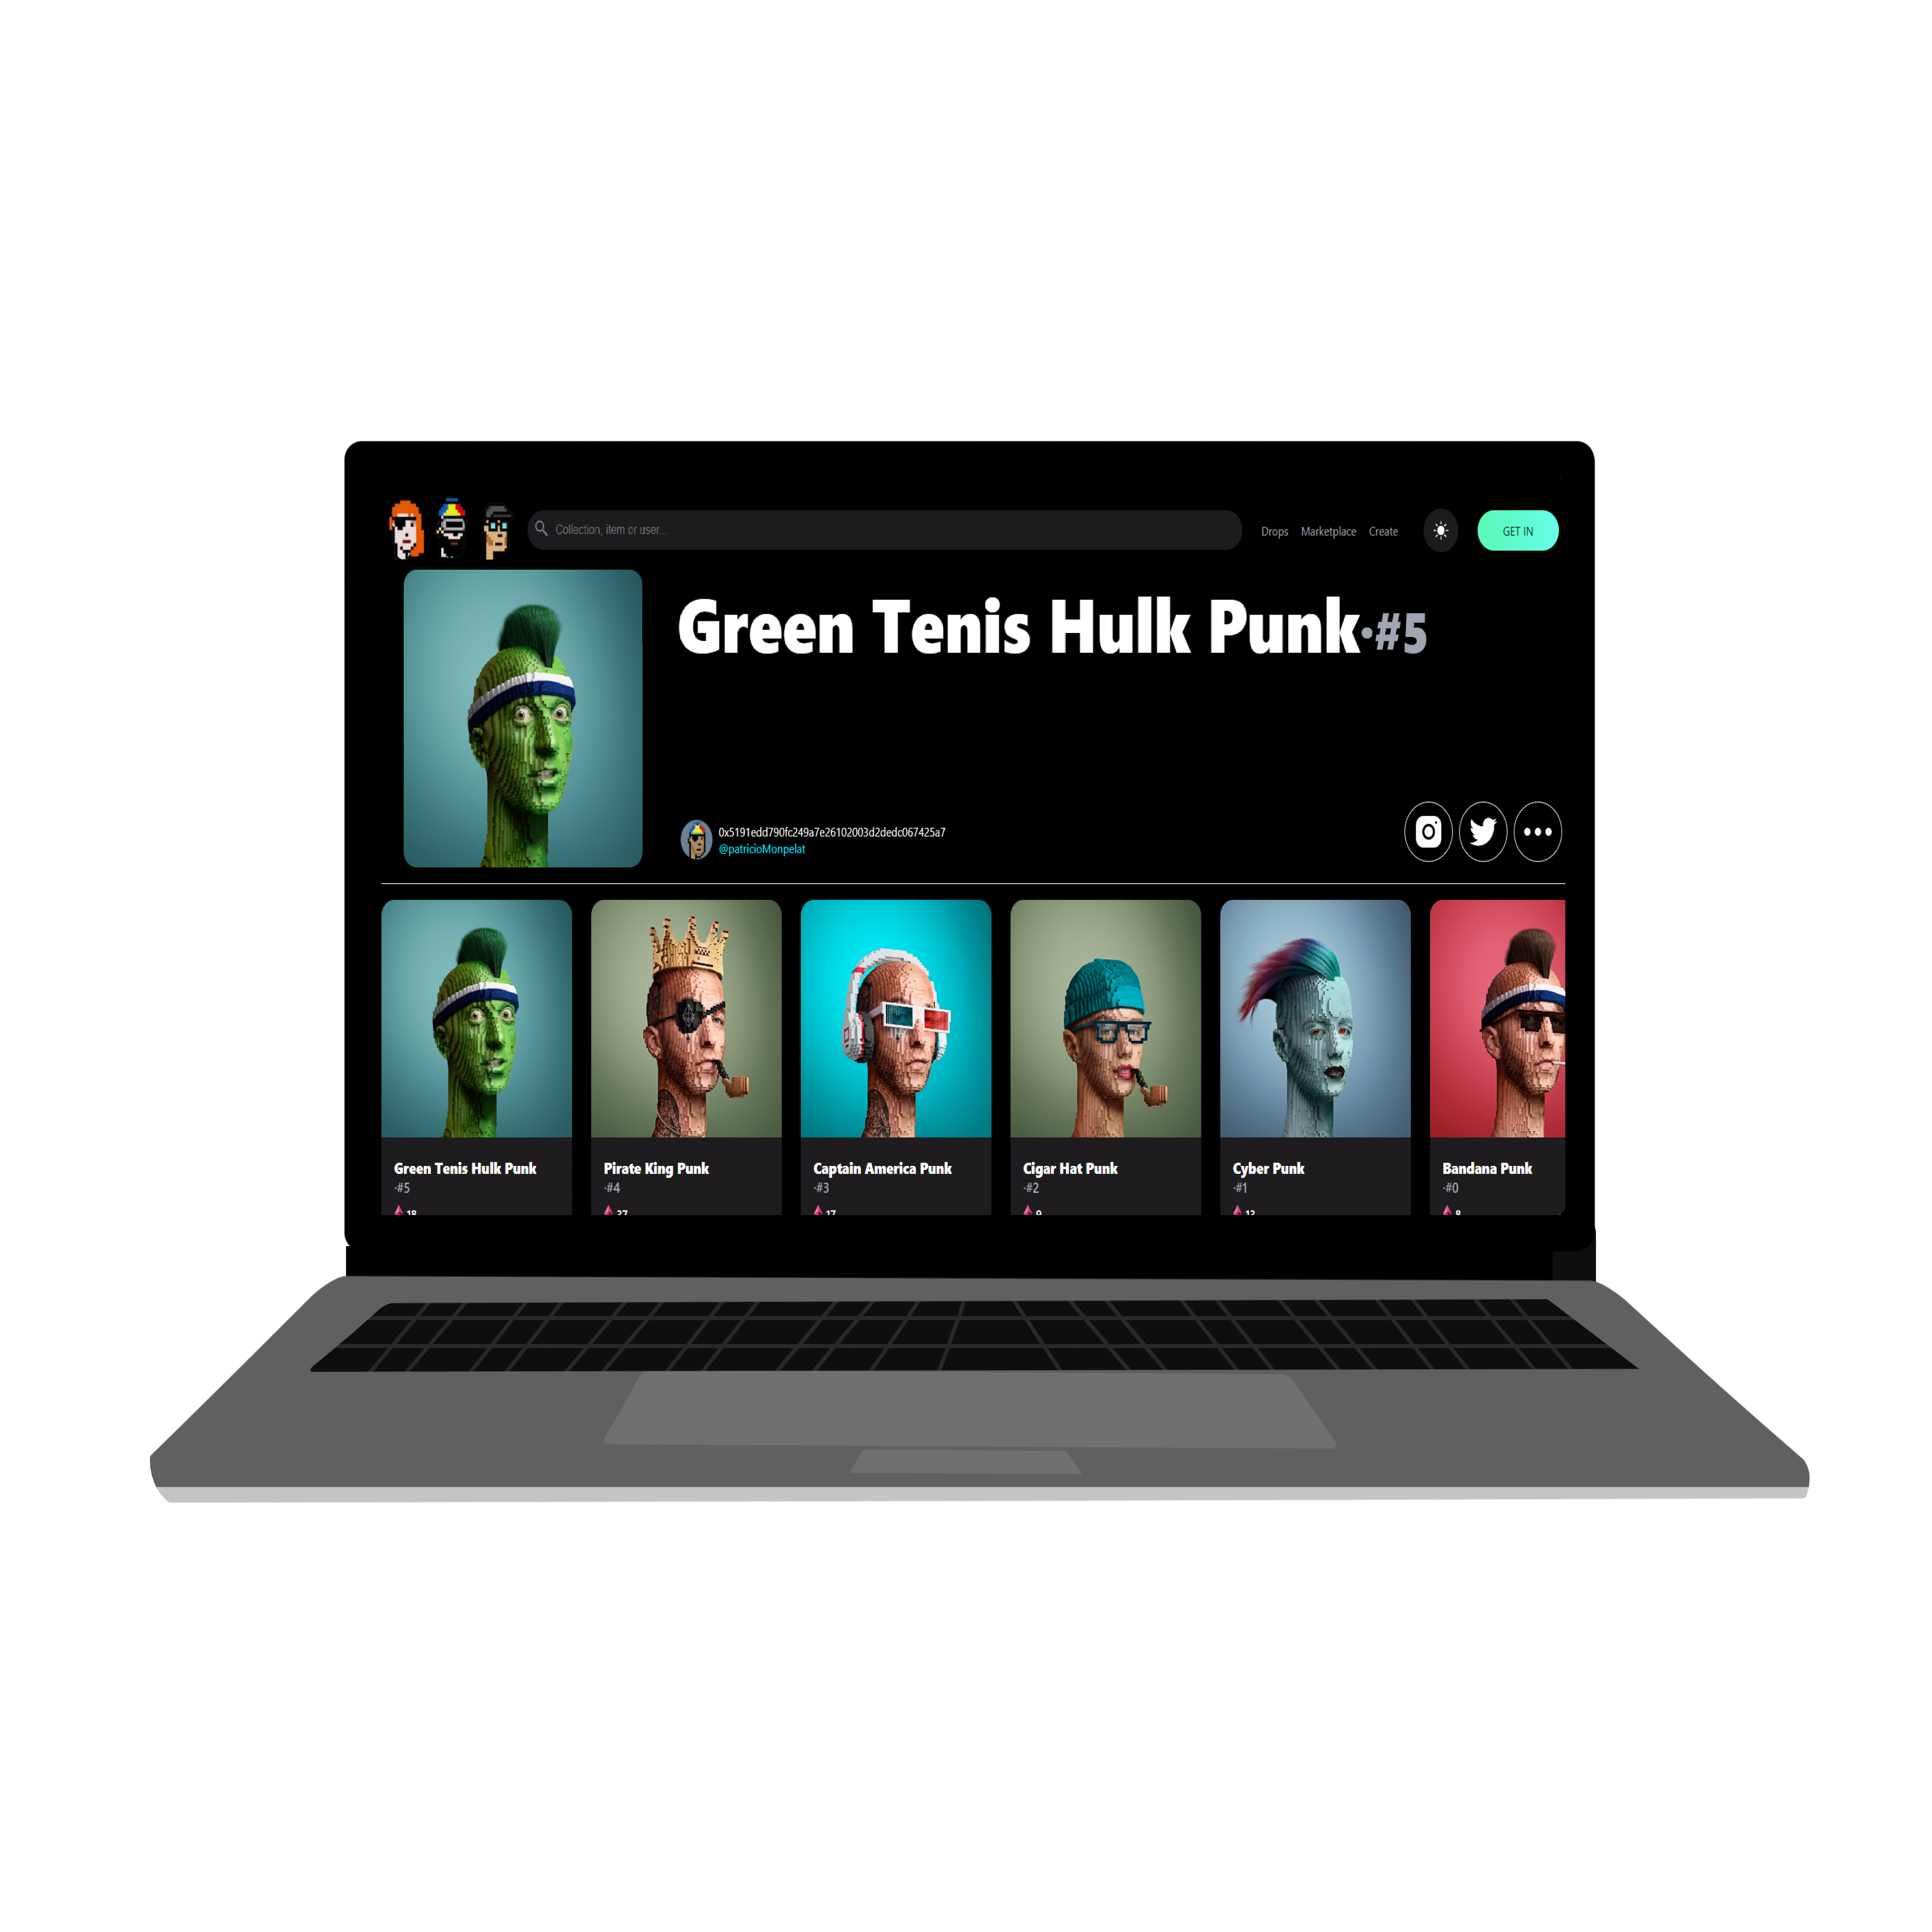 Collection, item or user...
Drops Marketplace Create GET IN
Green Tenis Hulk Punk·#5
0x5191edd790fc249a7e26102003d2dedc067425a7
@patricioMonpelat
Green Tenis Hulk Punk
·#5
18
Pirate King Punk
·#4
37
Captain America Punk
·#3
17
Cigar Hat Punk
·#2
9
Cyber Punk
·#1
13
Bandana Punk
·#0
8